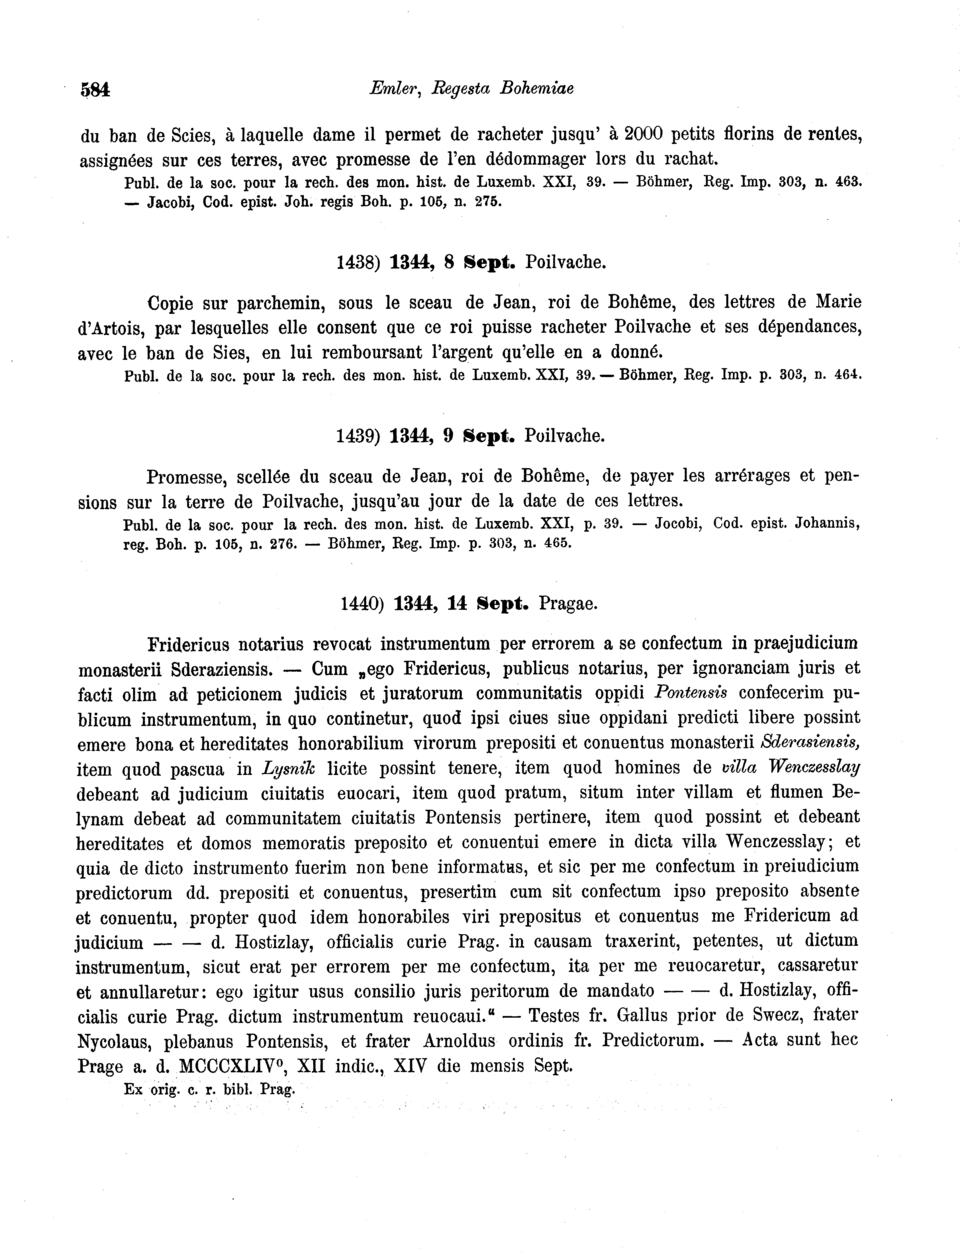 584
Emler, Regesta Bohemiae
du ban de Scies, à laquelle dame il permet de racheter jusqu' à 2000 petits florins de rentes,
assignées sur ces terres, avec promesse de l'en dédommager lors du rachat.
Publ. de la soc. pour la rech. des mon. hist. de Luxemb. XXI, 39. — Böhmer, Reg. Imp. 303, n. 463.
— Jacobi, Cod. epist. Joh. regis Boh. p. 105, n. 275.
1438) 1344, 8 Sept. Poilvache.
Copie sur parchemin, sous le sceau de Jean, roi de Bohême, des lettres de Marie
d'Artois, par lesquelles elle consent que ce roi puisse racheter Poilvache et ses dépendances,
avec le ban de Sies, en lui remboursant l'argent qu'elle en a donné.
Publ. de la soc. pour la rech. des mon. hist. de Luxemb. XXI, 39. — Böhmer, Reg. Imp. p. 303, n. 464.
1439) 1344, 9 Sept. Poilvache.
Promesse, scellée du sceau de Jean, roi de Bohême, de payer les arrérages et pen-
sions sur la terre de Poilvache, jusqu'au jour de la date de ces lettres.
Publ. de la soc. pour la rech. des mon. hist. de Luxemb. XXI, p. 39. — Jocobi, Cod. epist. Johannis,
reg. Boh. p. 105, n. 276. — Böhmer, Reg. Imp. p. 303, n. 465.
1440) 1344, 14 Sept. Pragae.
Fridericus notarius revocat instrumentum per errorem a se confectum in praejudicium
monasterii Sderaziensis. — Cum „ego Fridericus, publicus notarius, per ignoranciam juris et
facti olim ad peticionem judicis et juratorum communitatis oppidi Pontensis confecerim pu-
blicum instrumentum, in quo continetur, quod ipsi ciues siue oppidani predicti libere possint
emere bona et hereditates honorabilium virorum prepositi et conuentus monasterii Sderasiensis,
item quod pascua in Lysnik licite possint tenere, item quod homines de villa Wenczesslay
debeant ad judicium ciuitatis euocari, item quod pratum, situm inter villam et flumen Be-
lynam debeat ad communitatem ciuitatis Pontensis pertinere, item quod possint et debeant
hereditates et domos memoratis preposito et conuentui emere in dicta villa Wenczesslay; et
quia de dicto instrumento fuerim non bene informatus, et sic per me confectum in preiudicium
predictorum dd. prepositi et conuentus, presertim cum sit confectum ipso preposito absente
et conuentu, propter quod idem honorabiles viri prepositus et conuentus me Fridericum ad
judicium — — d. Hostizlay, officialis curie Prag. in causam traxerint, petentes, ut dictum
instrumentum, sicut erat per errorem per me confectum, ita per me reuocaretur, cassaretur
et annullaretur: ego igitur usus consilio juris peritorum de mandato — — d. Hostizlay, offi-
cialis curie Prag. dictum instrumentum reuocaui.“ — Testes fr. Gallus prior de Swecz, frater
Nycolaus, plebanus Pontensis, et frater Arnoldus ordinis fr. Predictorum. — Acta sunt hec
Prage a. d. MCCCXLIV⁰, XII indic., XIV die mensis Sept.
Ex orig. c. r. bibl. Prag.